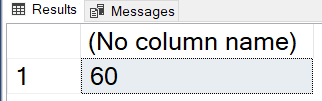 Results Messages
(No column name)
1 60